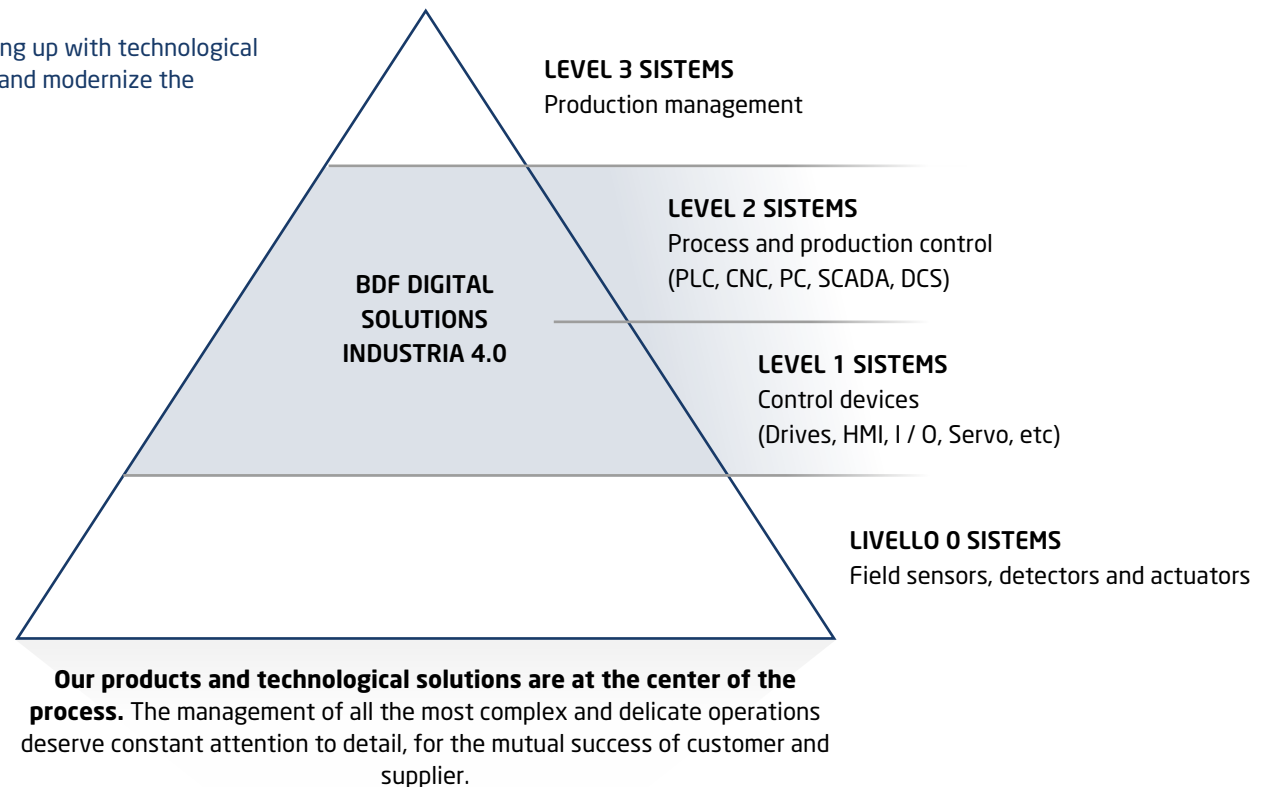 ng up with technological
and modernize the
LEVEL 3 SISTEMS
Production management
LEVEL 2 SISTEMS
Process and production control
(PLC, CNC, PC, SCADA, DCS)
BDF DIGITAL
SOLUTIONS
INDUSTRIA 4.0
LEVEL 1 SISTEMS
Control devices
(Drives, HMI, I / O, Servo, etc)
LIVELLO 0 SISTEMS
Field sensors, detectors and actuators
Our products and technological solutions are at the center of the
process. The management of all the most complex and delicate operations
deserve constant attention to detail, for the mutual success of customer and
supplier.